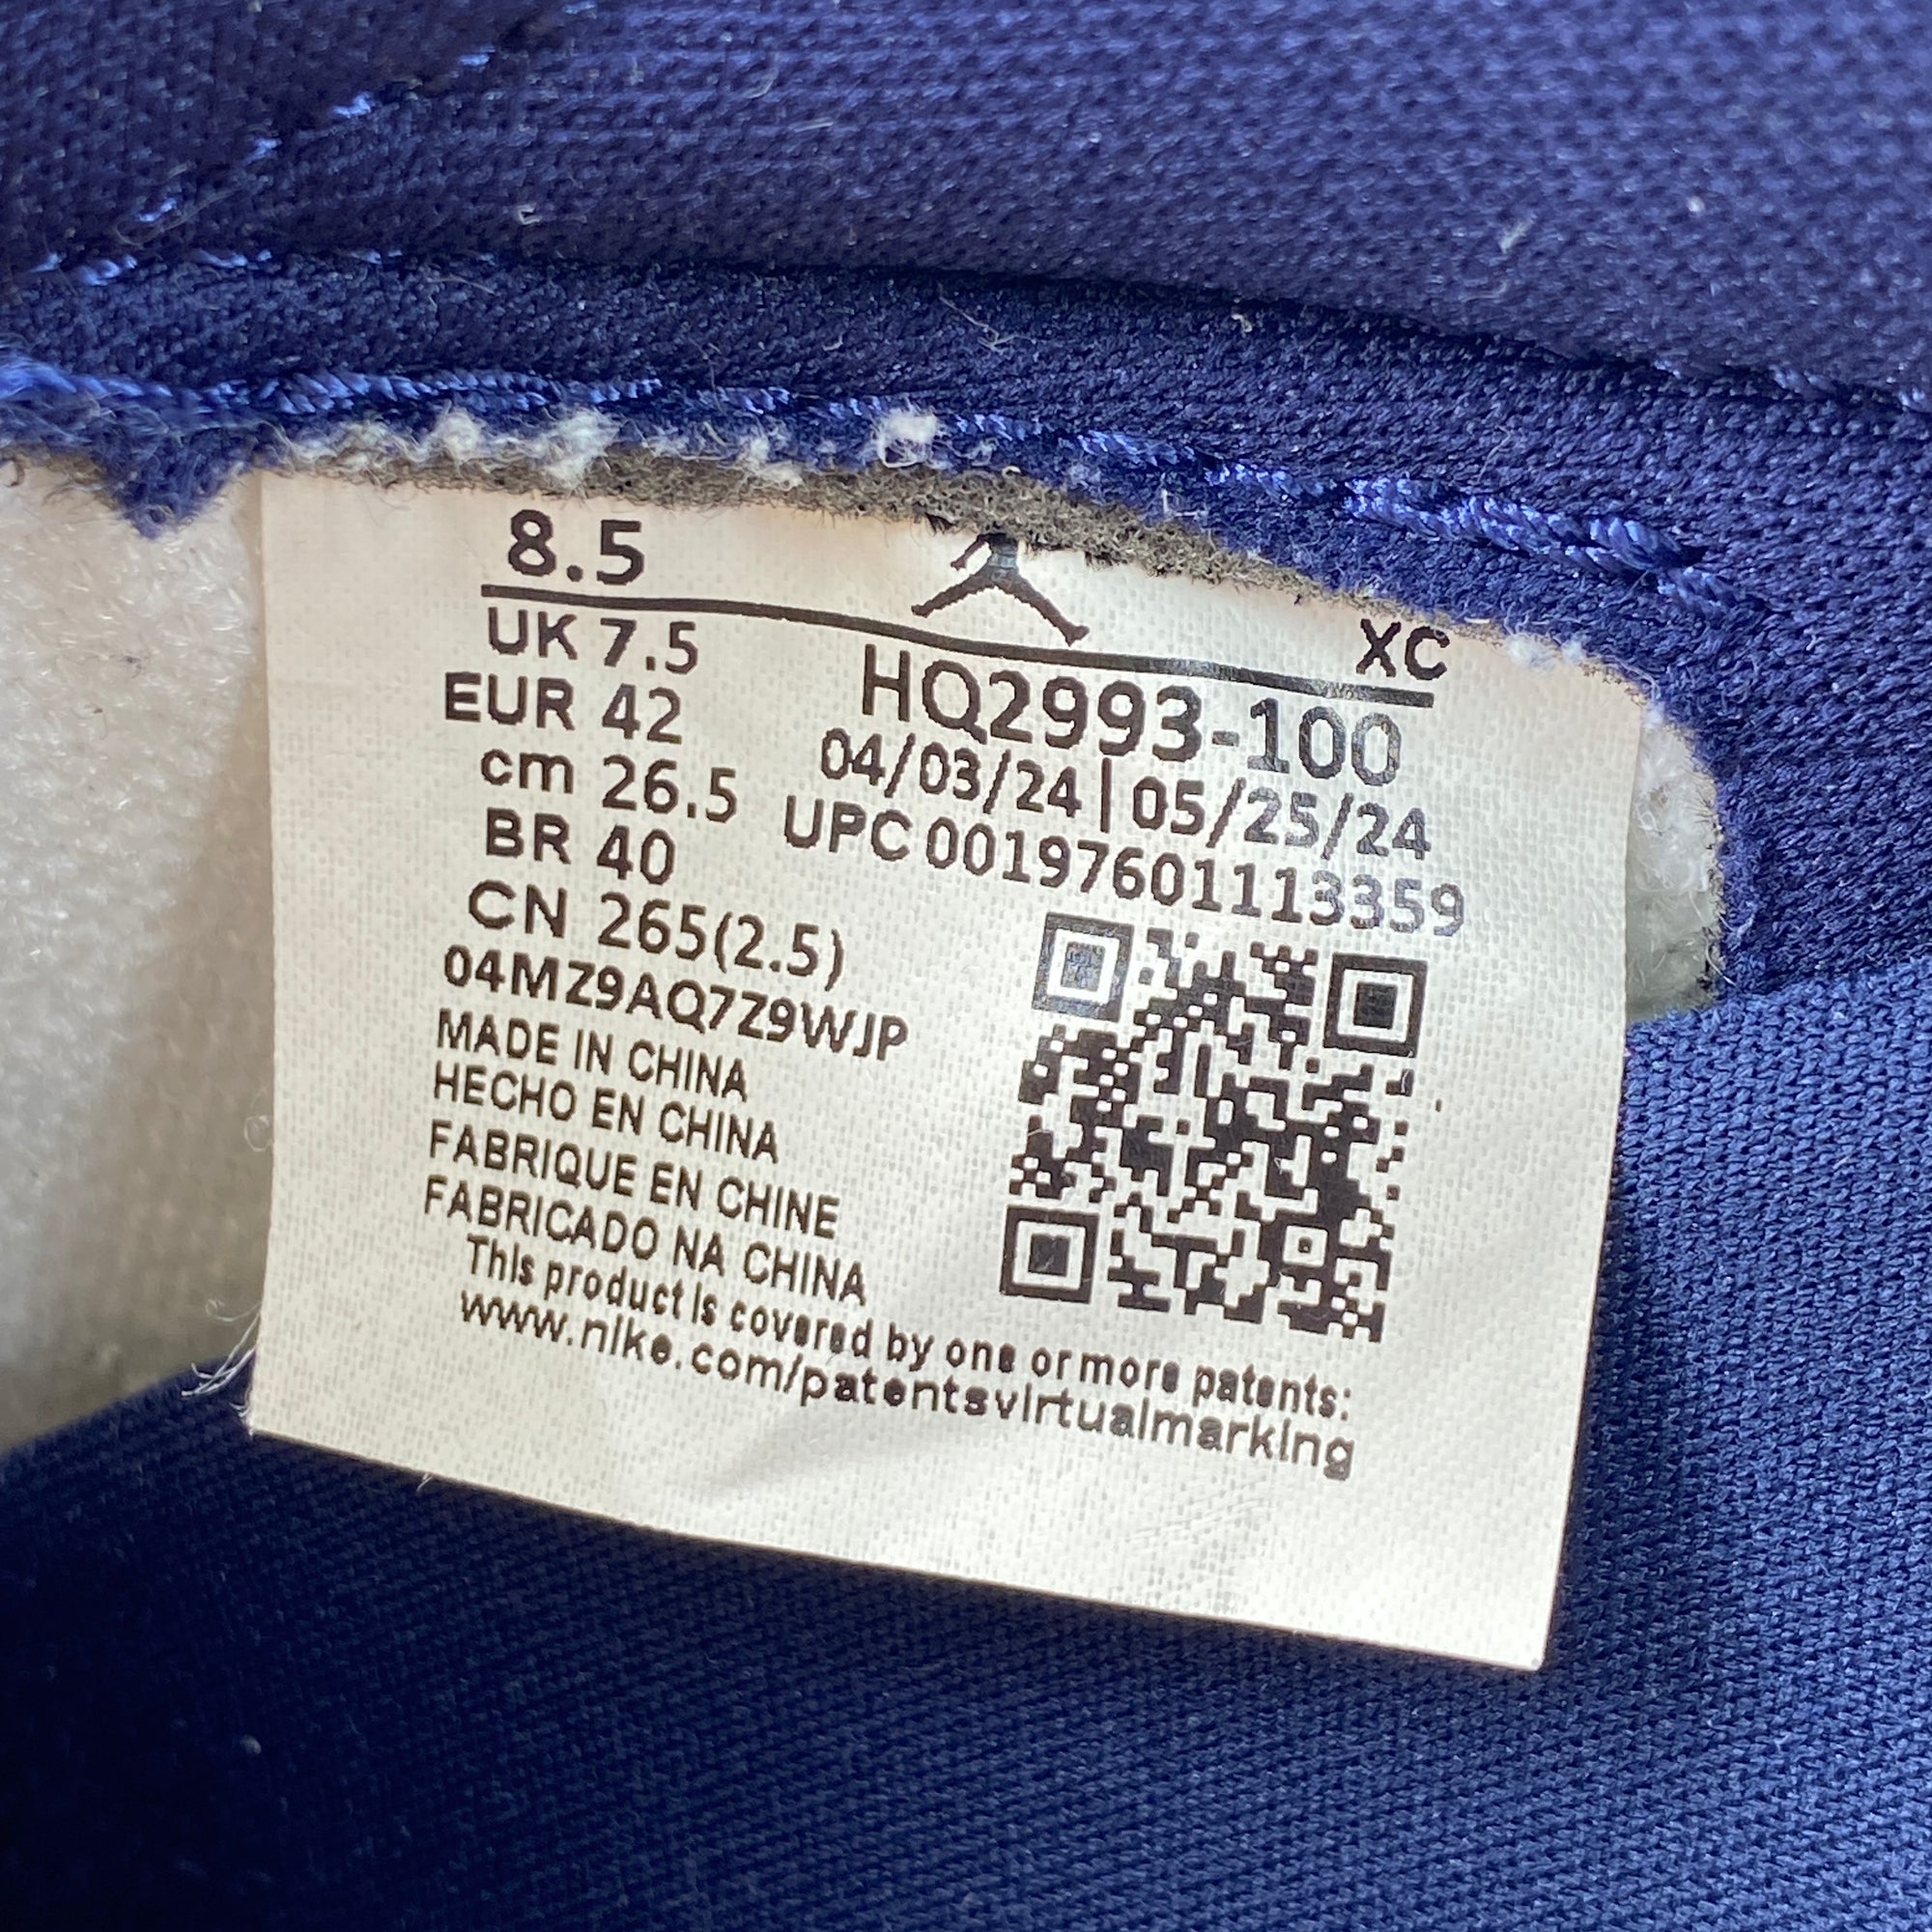 8.5 XC
UK 7.5
EUR 42
cm 26.5
BR 40
CN 265(2.5)
HQ2993-100
04/03/24 | 05/25/24
UPC 00197601113359
04MZ9AQ7Z9WJP
MADE IN CHINA
HECHO EN CHINA
FABRIQUE EN CHINE
FABRICADO NA CHINA
This product is covered by one or more patents:
www.nike.com/patentsvirtualmarking